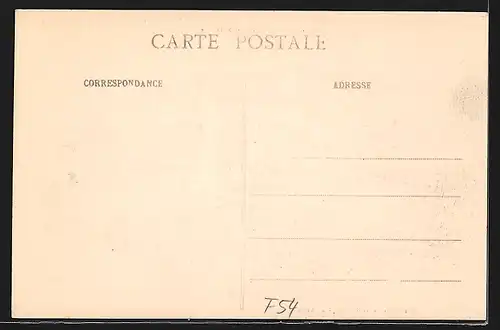 CARTE POSTALE
CORRESPONDANCE
ADRESSE
F54